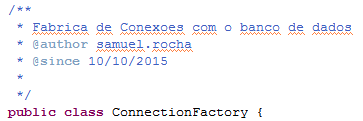 /**
 * Fabrica de Conexoes com o banco de dados
 * @author samuel.rocha
 * @since 10/10/2015
 *
 */
public class ConnectionFactory {